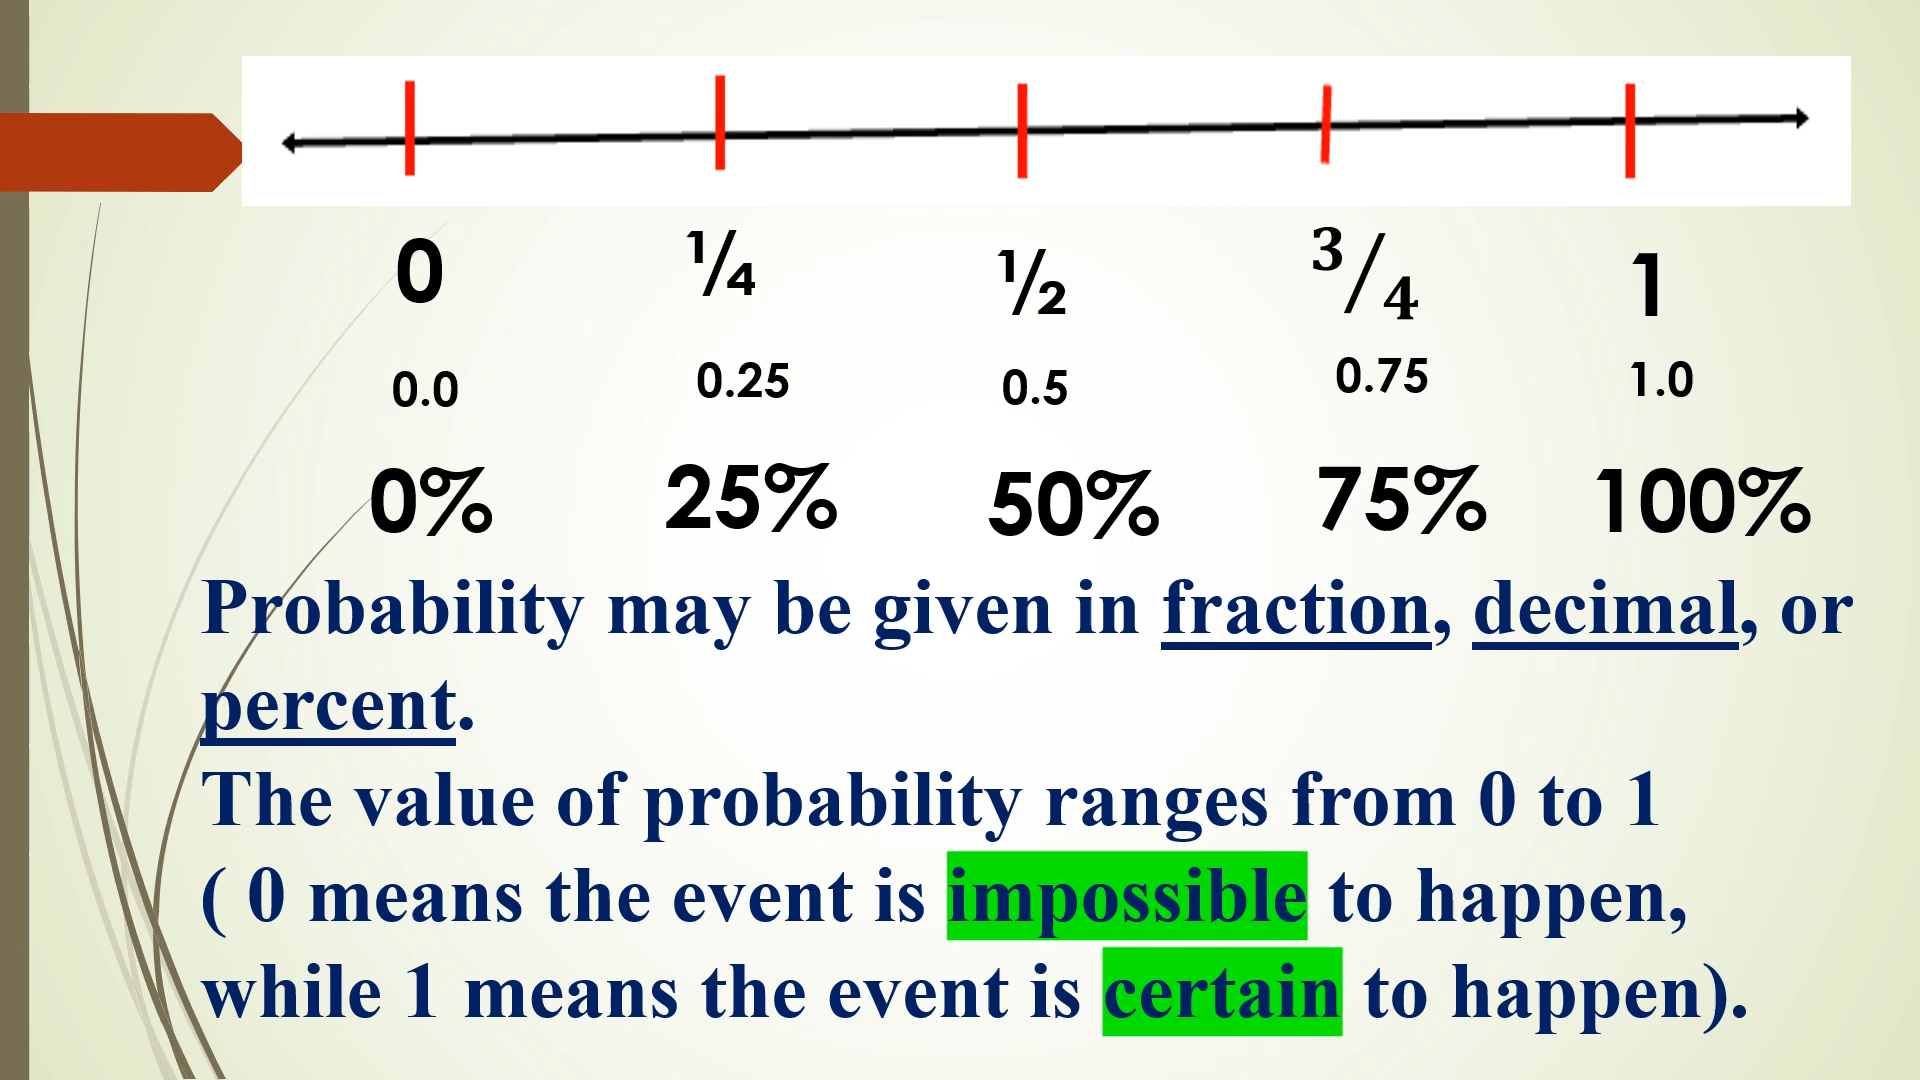 0 ¼ ½ 3/4 1
0.0 0.25 0.5 0.75 1.0
0% 25% 50% 75% 100%
Probability may be given in fraction, decimal, or
percent.
The value of probability ranges from 0 to 1
( 0 means the event is impossible to happen,
while 1 means the event is certain to happen).